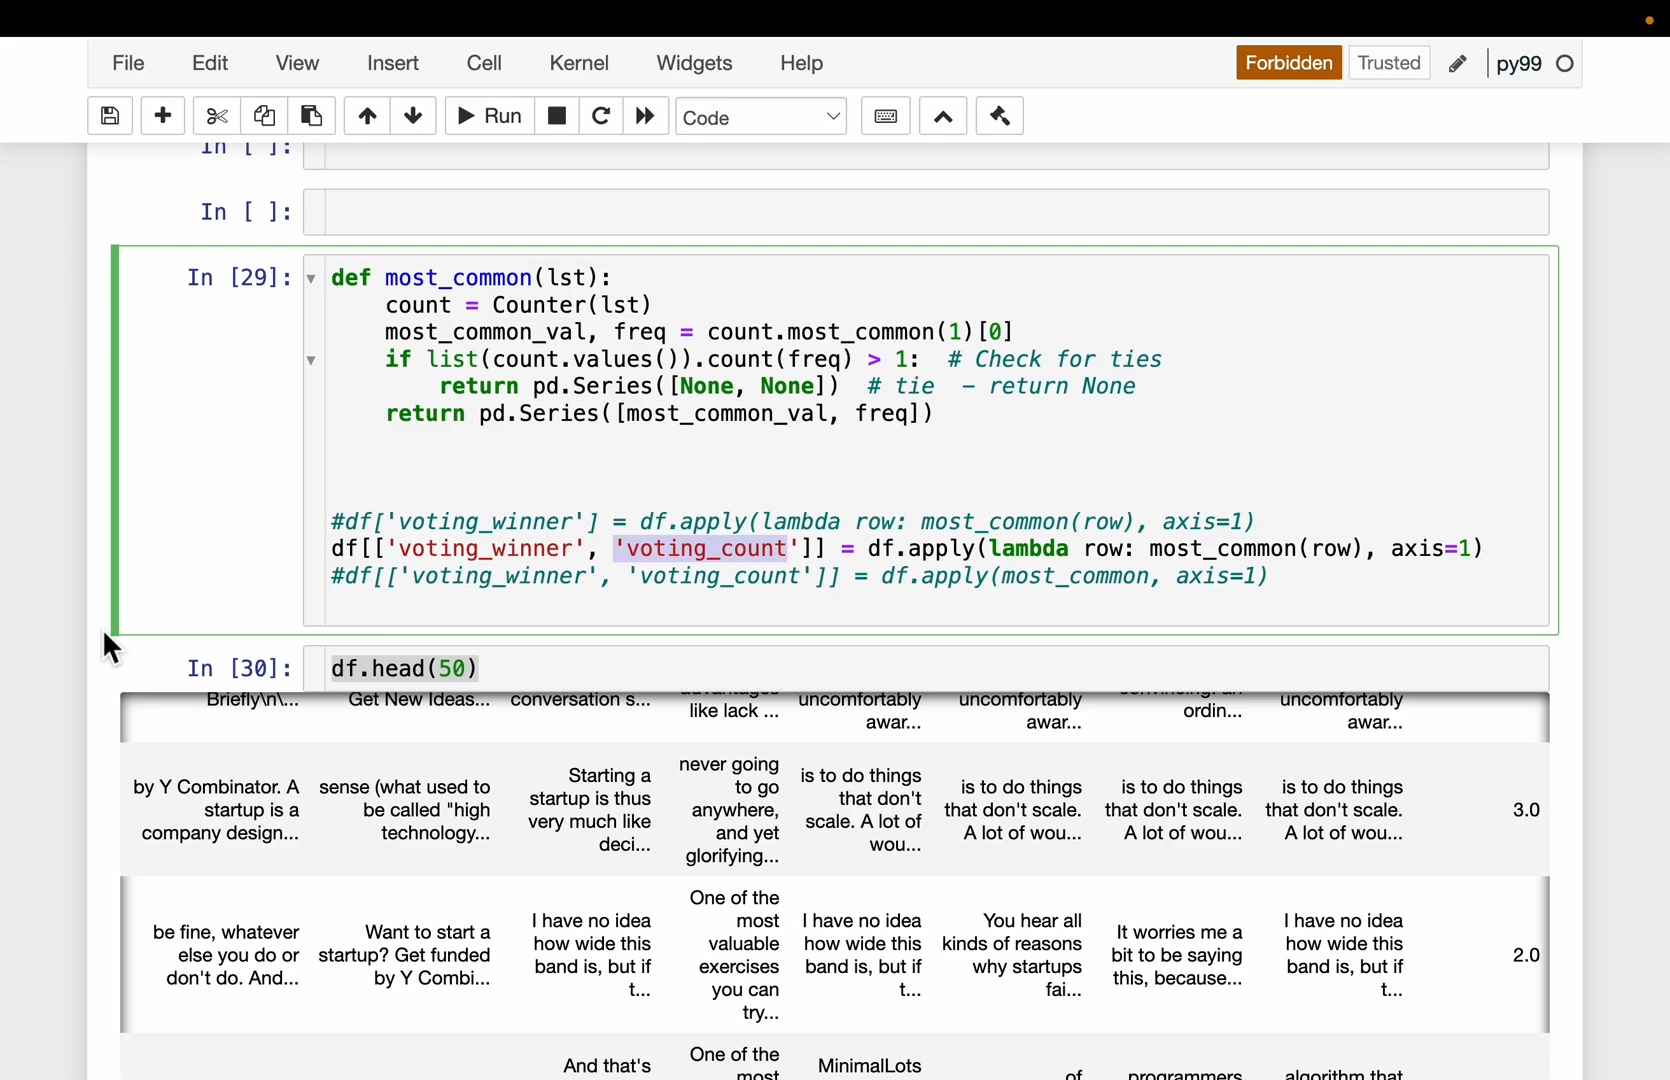 File Edit View Insert Cell Kernel Widgets Help Forbidden Trusted py99
Run Code
In [ ]:
In [ ]:
In [29]:
def most_common(lst):
count = Counter(lst)
most_common_val, freq = count.most_common(1)[0]
if list(count.values()).count(freq) > 1: # Check for ties
return pd.Series([None, None]) # tie - return None
return pd.Series([most_common_val, freq])
#df['voting_winner'] = df.apply(lambda row: most_common(row), axis=1)
df[['voting_winner', 'voting_count']] = df.apply(lambda row: most_common(row), axis=1)
#df[['voting_winner', 'voting_count']] = df.apply(most_common, axis=1)
In [30]: df.head(50)
Briefly\n\...
Get New Ideas...
conversation s...
advantages
like lack ...
uncomfortably
awar...
uncomfortably
awar...
convincing: an
ordin...
uncomfortably
awar...
by Y Combinator. A
startup is a
company design...
sense (what used to
be called "high
technology...
Starting a
startup is thus
very much like
deci...
never going
to go
anywhere,
and yet
glorifying...
is to do things
that don't
scale. A lot of
wou...
is to do things
that don't scale.
A lot of wou...
is to do things
that don't scale.
A lot of wou...
is to do things
that don't scale.
A lot of wou...
3.0
be fine, whatever
else you do or
don't do. And...
Want to start a
startup? Get funded
by Y Combi...
I have no idea
how wide this
band is, but if
t...
One of the
most
valuable
exercises
you can
try...
I have no idea
how wide this
band is, but if
t...
You hear all
kinds of reasons
why startups
fai...
It worries me a
bit to be saying
this, because...
I have no idea
how wide this
band is, but if
t...
2.0
And that's
One of the
most
MinimalLots
of
programmers
algorithm that